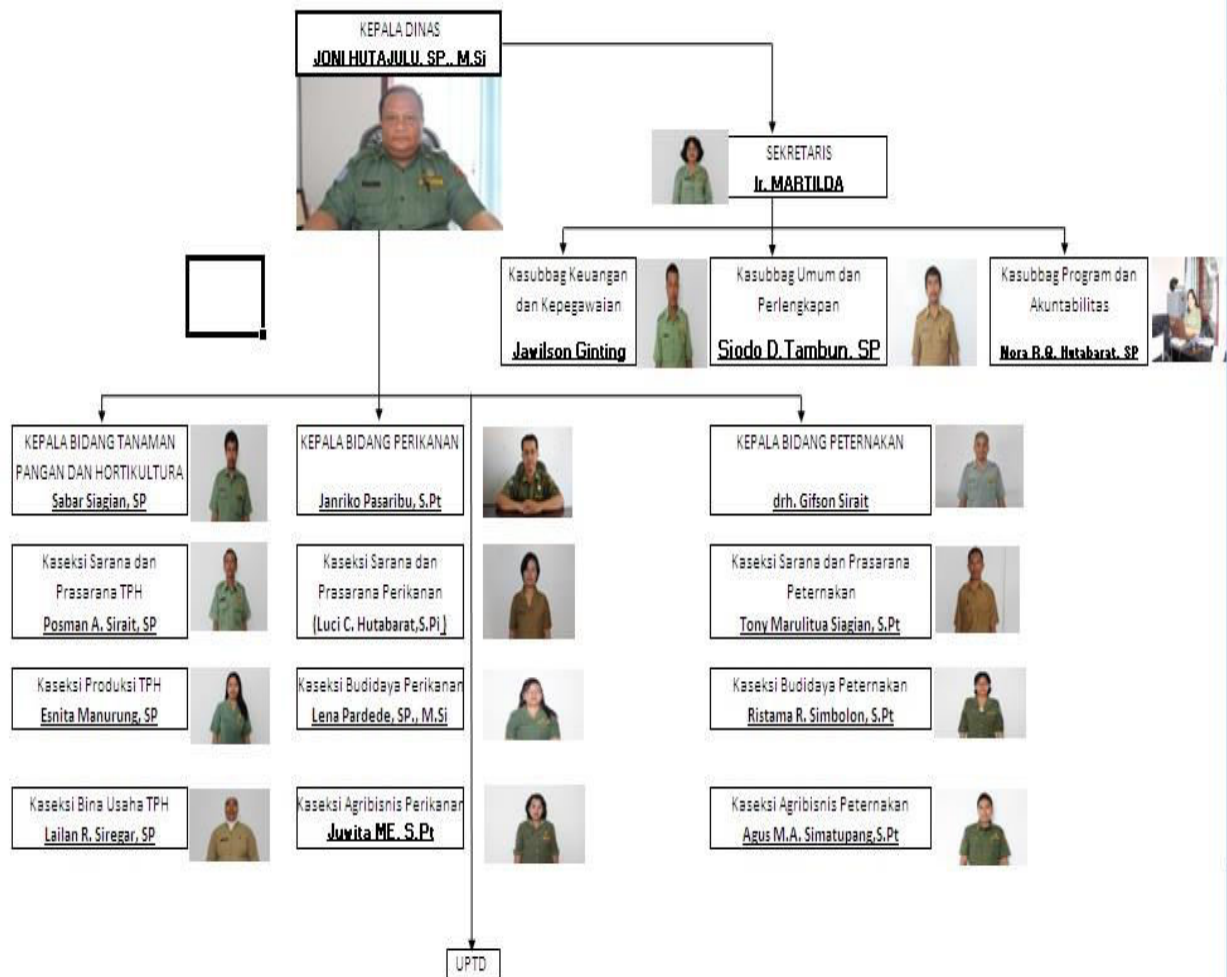 KEPALA DINAS
JONI HUTAJULU, SP., M.Si
SEKRETARIS
Ir. MARTILDA
Kasubbag Keuangan
dan Kepegawaian
Jawilson Ginting
Kasubbag Umum dan
Perlengkapan
Siodo D. Tambun, SP
Kasubbag Program dan
Akuntabilitas
Nora R.Q. Hutabarat, SP
KEPALA BIDANG TANAMAN
PANGAN DAN HORTIKULTURA
Sabar Siagian, SP
KEPALA BIDANG PERIKANAN
Janriko Pasaribu, S.Pt
KEPALA BIDANG PETERNAKAN
drh. Gifson Sirait
Kaseksi Sarana dan
Prasarana TPH
Posman A. Sirait, SP
Kaseksi Sarana dan
Prasarana Perikanan
(Luci C. Hutabarat,S.Pi )
Kaseksi Sarana dan Prasarana
Peternakan
Tony Marulitua Siagian, S.Pt
Kaseksi Produksi TPH
Esnita Manurung, SP
Kaseksi Budidaya Perikanan
Lena Pardede, SP., M.Si
Kaseksi Budidaya Peternakan
Ristama R. Simbolon, S.Pt
Kaseksi Bina Usaha TPH
Lailan R. Siregar, SP
Kaseksi Agribisnis Perikanan
Juwita ME, S.Pt
Kaseksi Agribisnis Peternakan
Agus M.A. Simatupang,S.Pt
UPTD